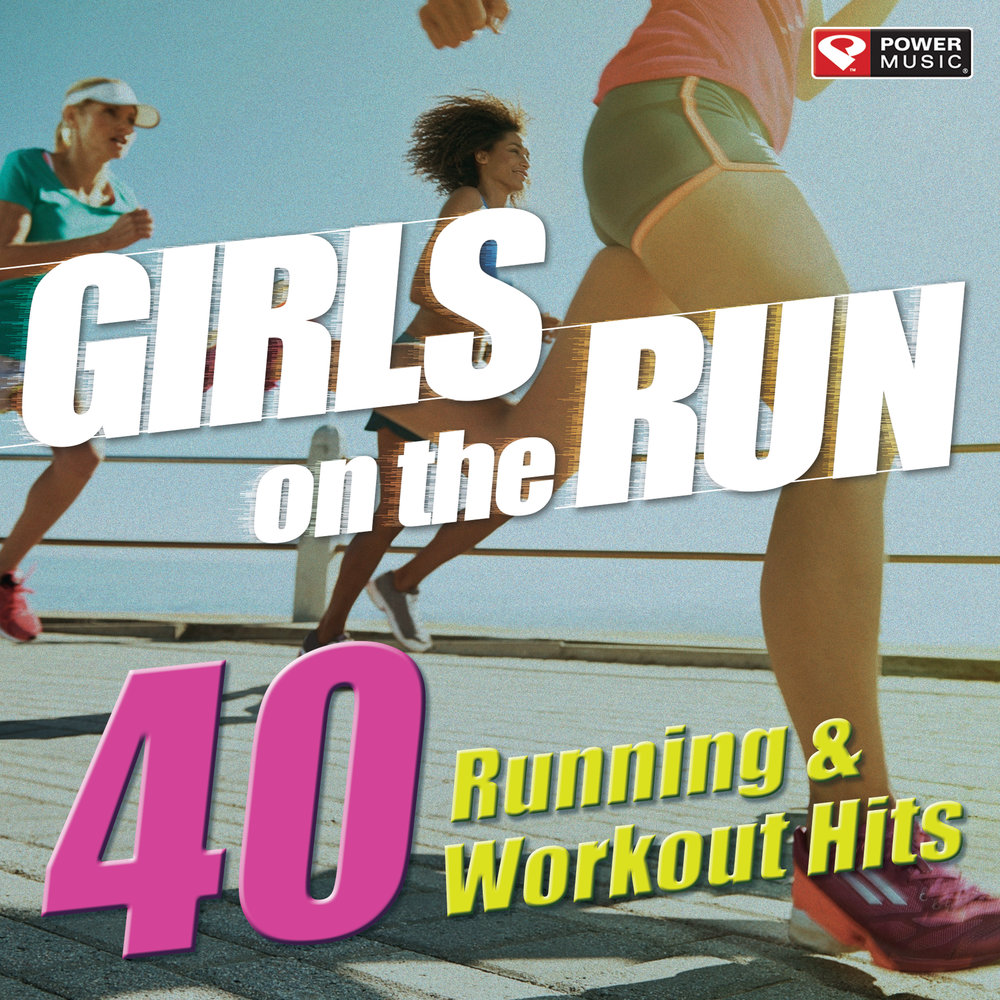 POWER
MUSIC®
GIRLS
on the RUN
40
Running &
Workout Hits